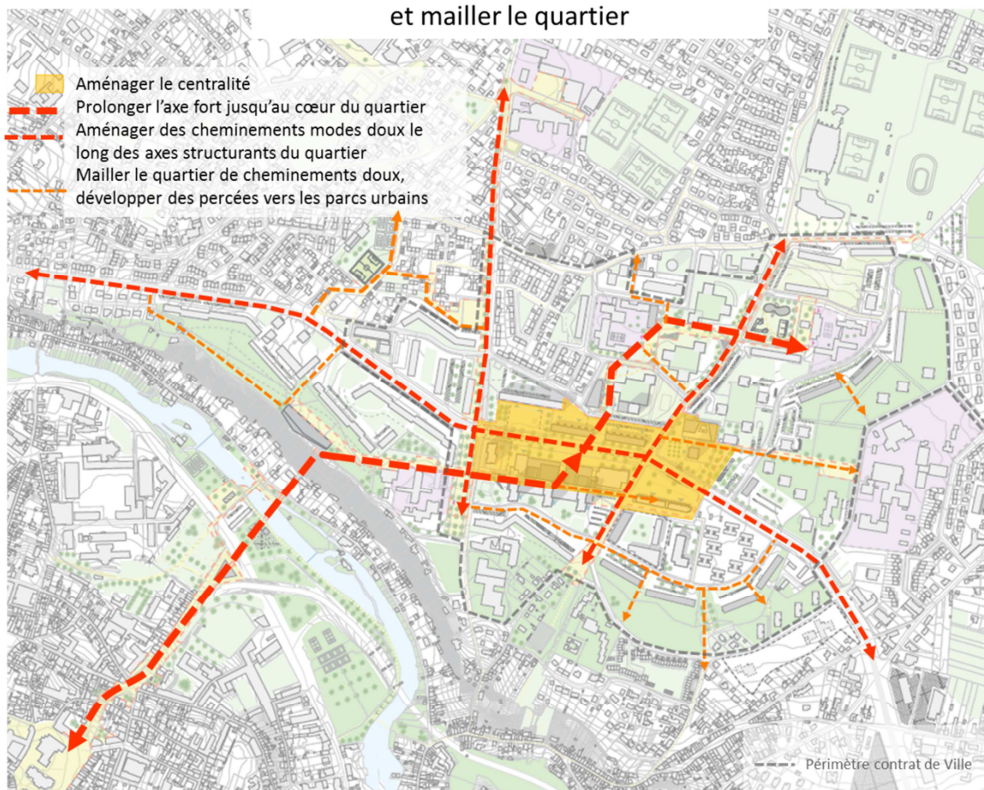 et mailler le quartier
Aménager le centralité
Prolonger l'axe fort jusqu'au cœur du quartier
Aménager des cheminements modes doux le
long des axes structurants du quartier
Mailler le quartier de cheminements doux,
développer des percées vers les parcs urbains
Périmètre contrat de Ville